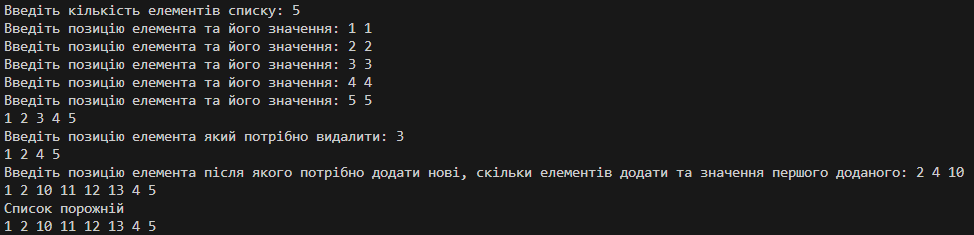 Введіть кількість елементів списку: 5
Введіть позицію елемента та його значення: 1 1
Введіть позицію елемента та його значення: 2 2
Введіть позицію елемента та його значення: 3 3
Введіть позицію елемента та його значення: 4 4
Введіть позицію елемента та його значення: 5 5
1 2 3 4 5
Введіть позицію елемента який потрібно видалити: 3
1 2 4 5
Введіть позицію елемента після якого потрібно додати нові, скільки елементів додати та значення першого доданого: 2 4 10
1 2 10 11 12 13 4 5
Список порожній
1 2 10 11 12 13 4 5